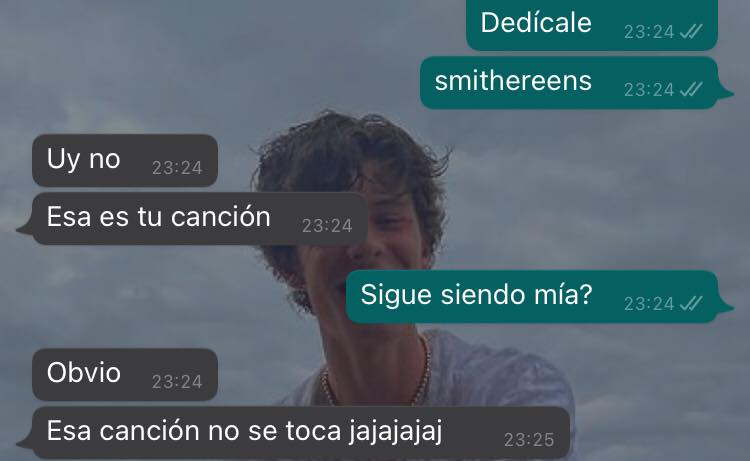 Dedícale 23:24
smithereens 23:24
Uy no 23:24
Esa es tu canción 23:24
Sigue siendo mía? 23:24
Obvio 23:24
Esa canción no se toca jajajajaj 23:25